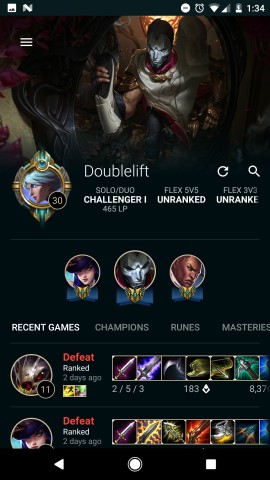 1:34
Doublelift
30
SOLO/DUO
CHALLENGER I
465 LP
FLEX 5V5
UNRANKED
FLEX 3V3
UNRANKE
RECENT GAMES CHAMPIONS RUNES MASTERIES
Defeat
Ranked
2 days ago
11
2 / 5 / 3 183 8,37
Defeat
Ranked
2 days ago